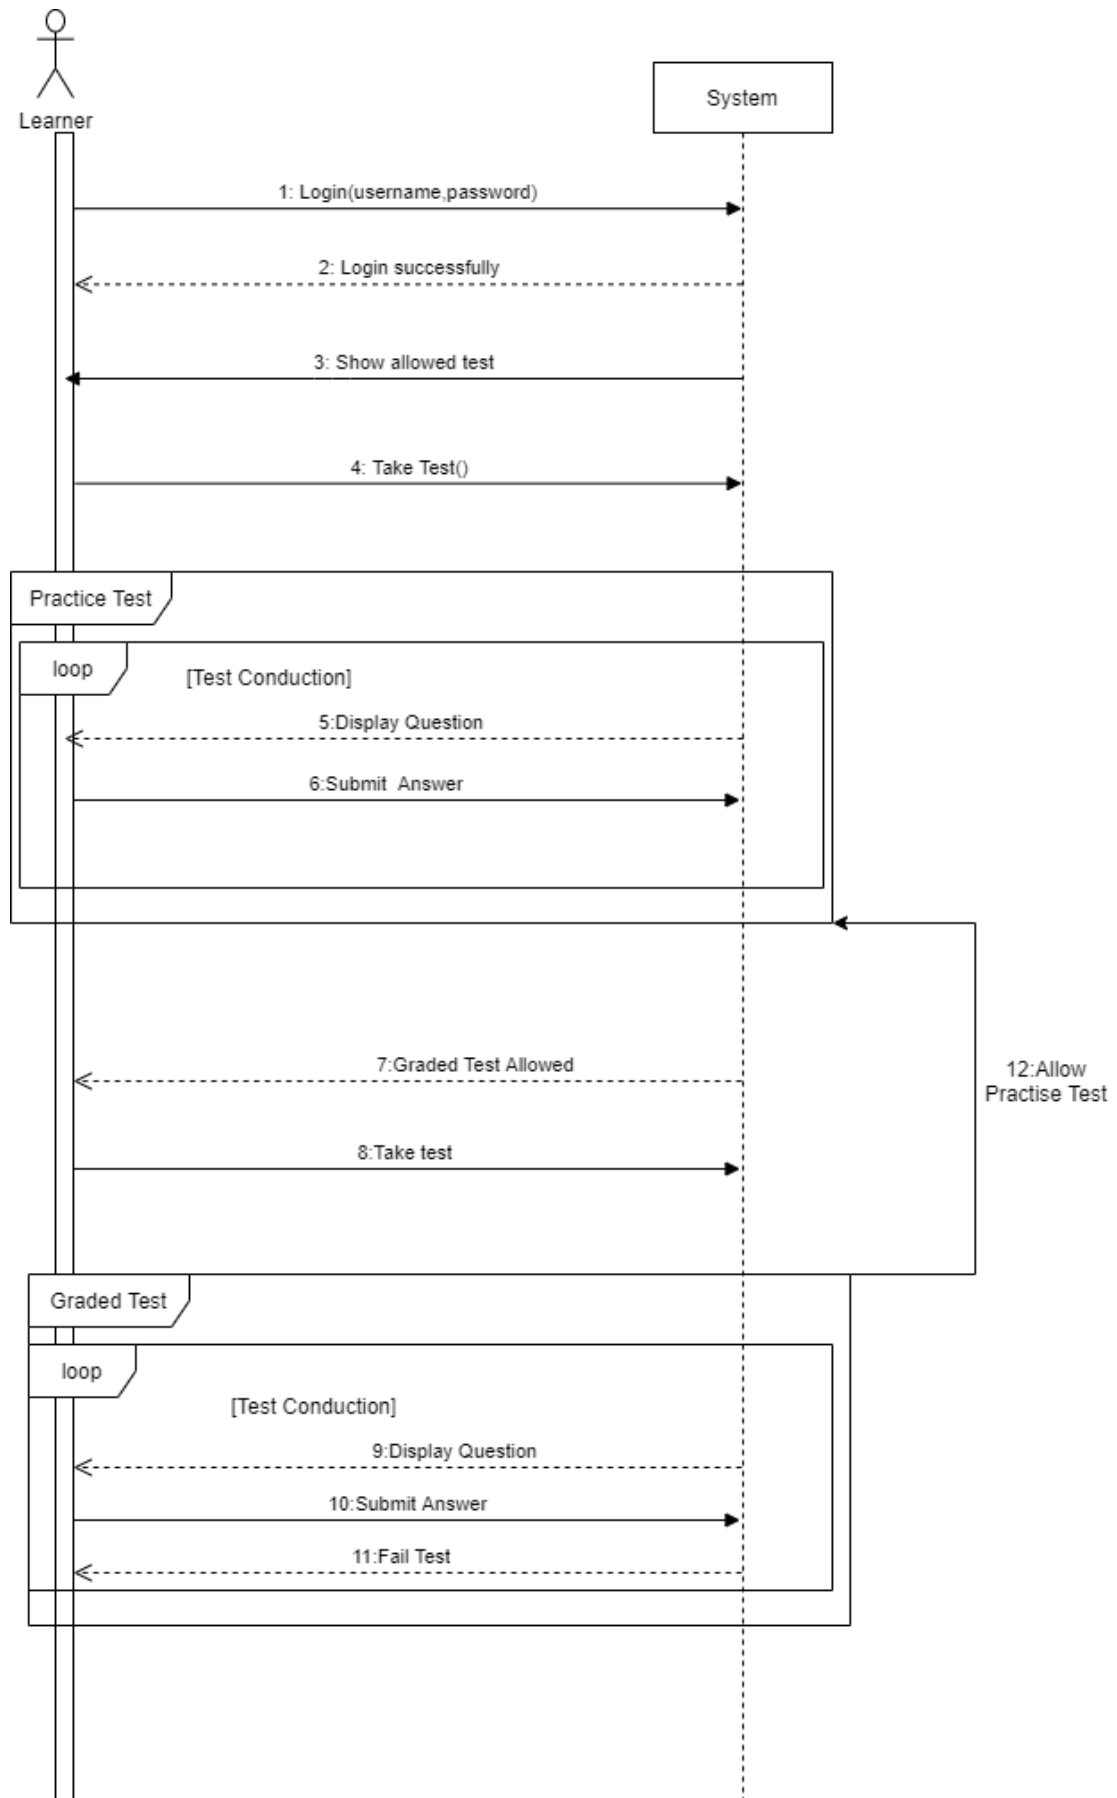 Learner
System
1: Login(username,password)
2: Login successfully
3: Show allowed test
4: Take Test()
Practice Test
loop
[Test Conduction]
5:Display Question
6:Submit  Answer
7:Graded Test Allowed
12:Allow
Practise Test
8:Take test
Graded Test
loop
[Test Conduction]
9:Display Question
10:Submit Answer
11:Fail Test